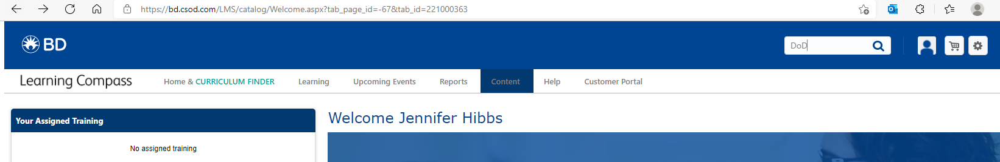 https://bd.csod.com/LMS/catalog/Welcome.aspx?tab_page_id=-67&tab_id=221000363
BD
DoD
Learning Compass Home & CURRICULUM FINDER Learning Upcoming Events Reports Content Help Customer Portal
Your Assigned Training
Welcome Jennifer Hibbs
No assigned training